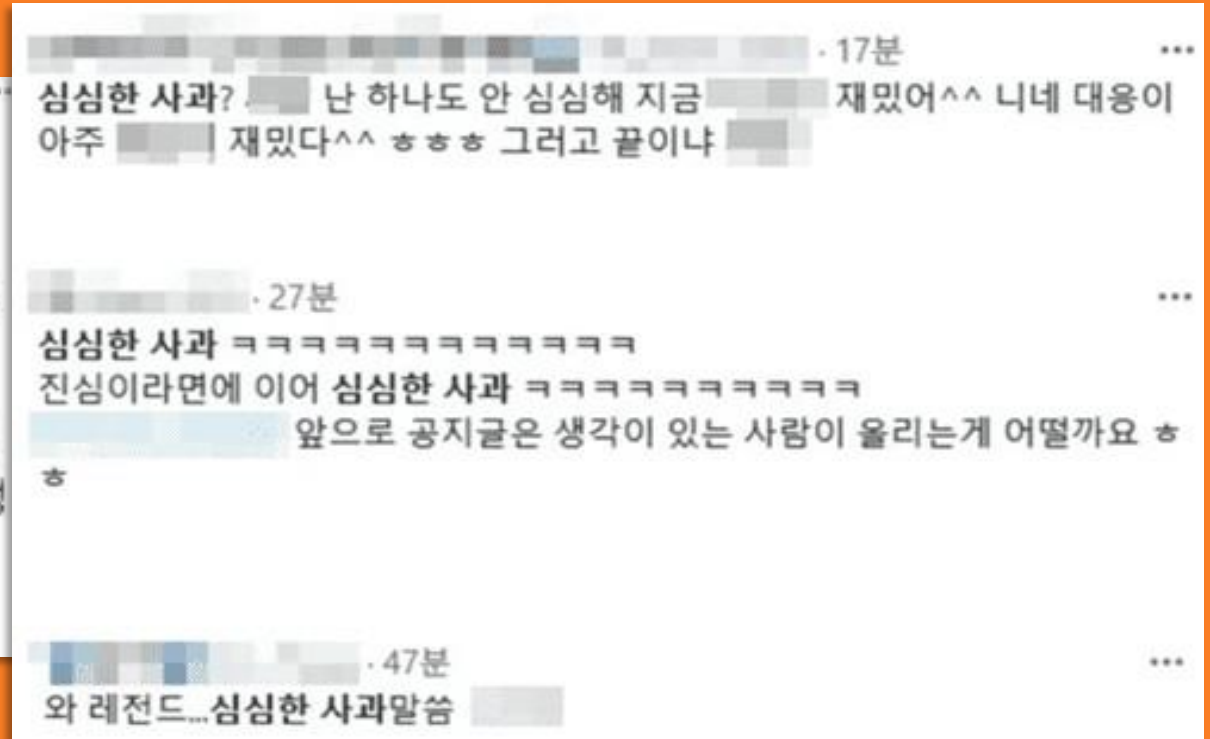 · 17분
심심한 사과? 난 하나도 안 심심해 지금 재밌어^^ 니네 대응이
아주 재밌다^^ ㅎㅎㅎ 그러고 끝이냐
· 27분
심심한 사과 ㅋㅋㅋㅋㅋㅋㅋㅋㅋㅋㅋㅋ
진심이라면에 이어 심심한 사과 ㅋㅋㅋㅋㅋㅋㅋㅋㅋㅋ
앞으로 공지글은 생각이 있는 사람이 올리는게 어떨까요 ㅎ
ㅎ
· 47분
와 레전드...심심한 사과말씀